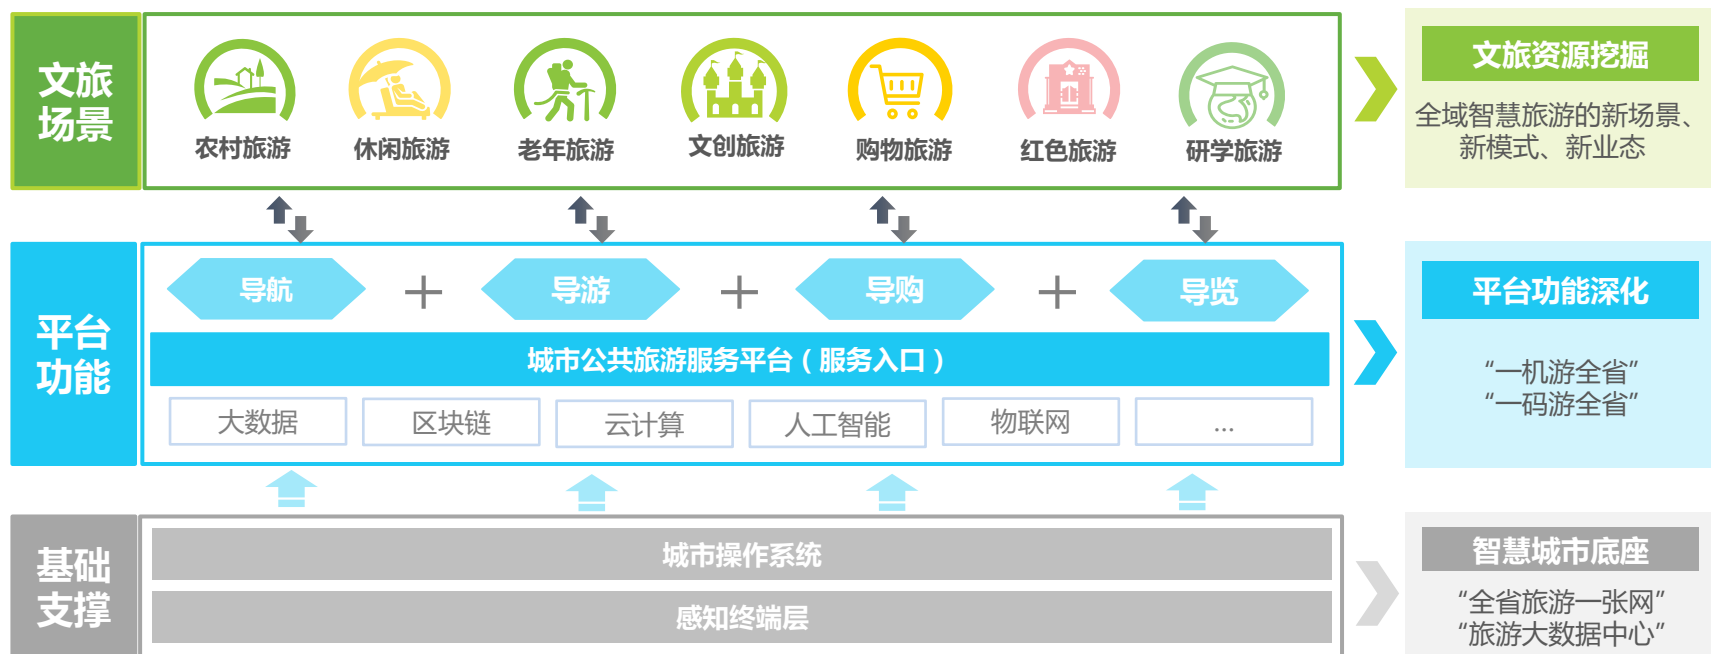 文旅
场景
农村旅游
休闲旅游
老年旅游
文创旅游
购物旅游
红色旅游
研学旅游
文旅资源挖掘
全域智慧旅游的新场景、
新模式、新业态
平台
功能
导航
+
导游
+
导购
+
导览
城市公共旅游服务平台（服务入口）
大数据
区块链
云计算
人工智能
物联网
...
平台功能深化
“一机游全省”
“一码游全省”
基础
支撑
城市操作系统
感知终端层
智慧城市底座
“全省旅游一张网”
“旅游大数据中心”